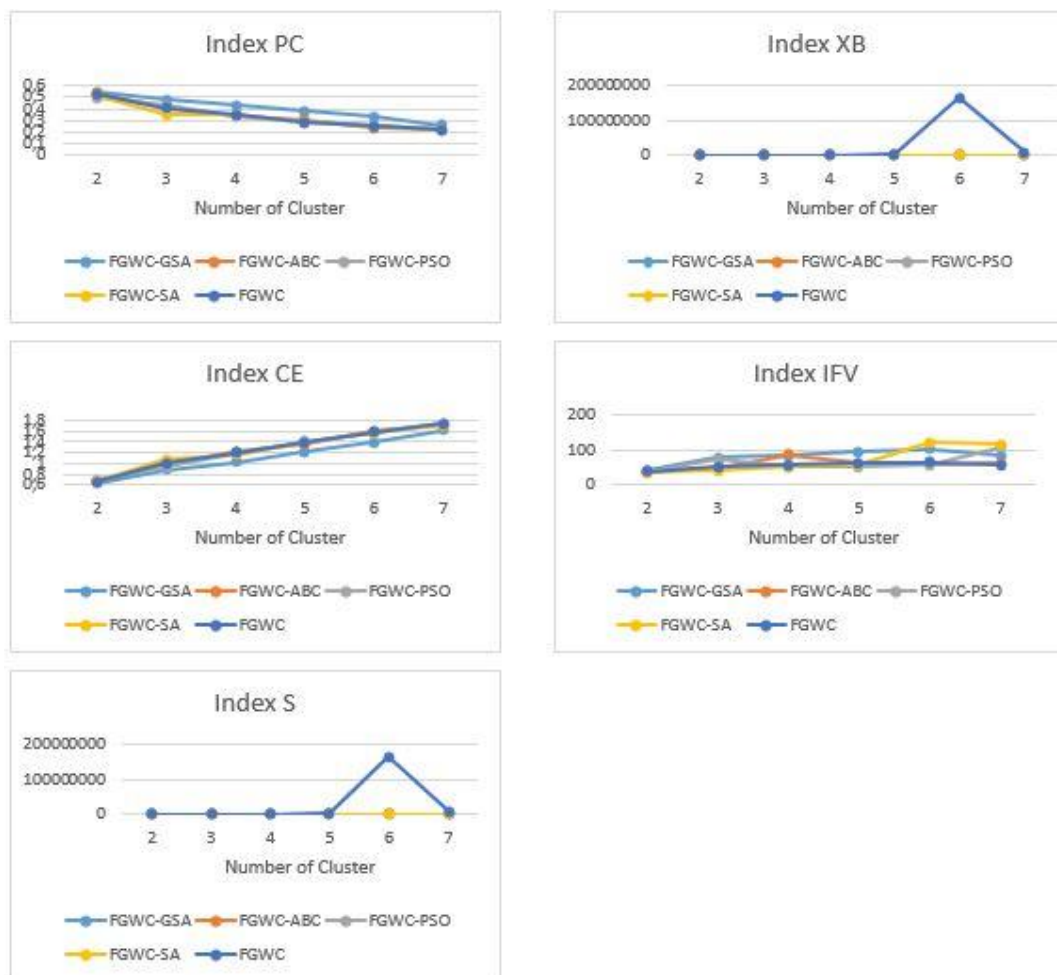 Index PC
0,6
0,5
0,4
0,3
0,2
0,1
0
2 3 4 5 6 7
Number of Cluster
FGWC-GSA FGWC-ABC FGWC-PSO
FGWC-SA FGWC
Index XB
200000000
100000000
0
2 3 4 5 6 7
Number of Cluster
FGWC-GSA FGWC-ABC FGWC-PSO
FGWC-SA FGWC
Index CE
1,8
1,6
1,4
1,2
0,8
0,6
2 3 4 5 6 7
Number of Cluster
FGWC-GSA FGWC-ABC FGWC-PSO
FGWC-SA FGWC
Index IFV
200
100
0
2 3 4 5 6 7
Number of Cluster
FGWC-GSA FGWC-ABC FGWC-PSO
FGWC-SA FGWC
Index S
200000000
100000000
0
2 3 4 5 6 7
Number of Cluster
FGWC-GSA FGWC-ABC FGWC-PSO
FGWC-SA FGWC